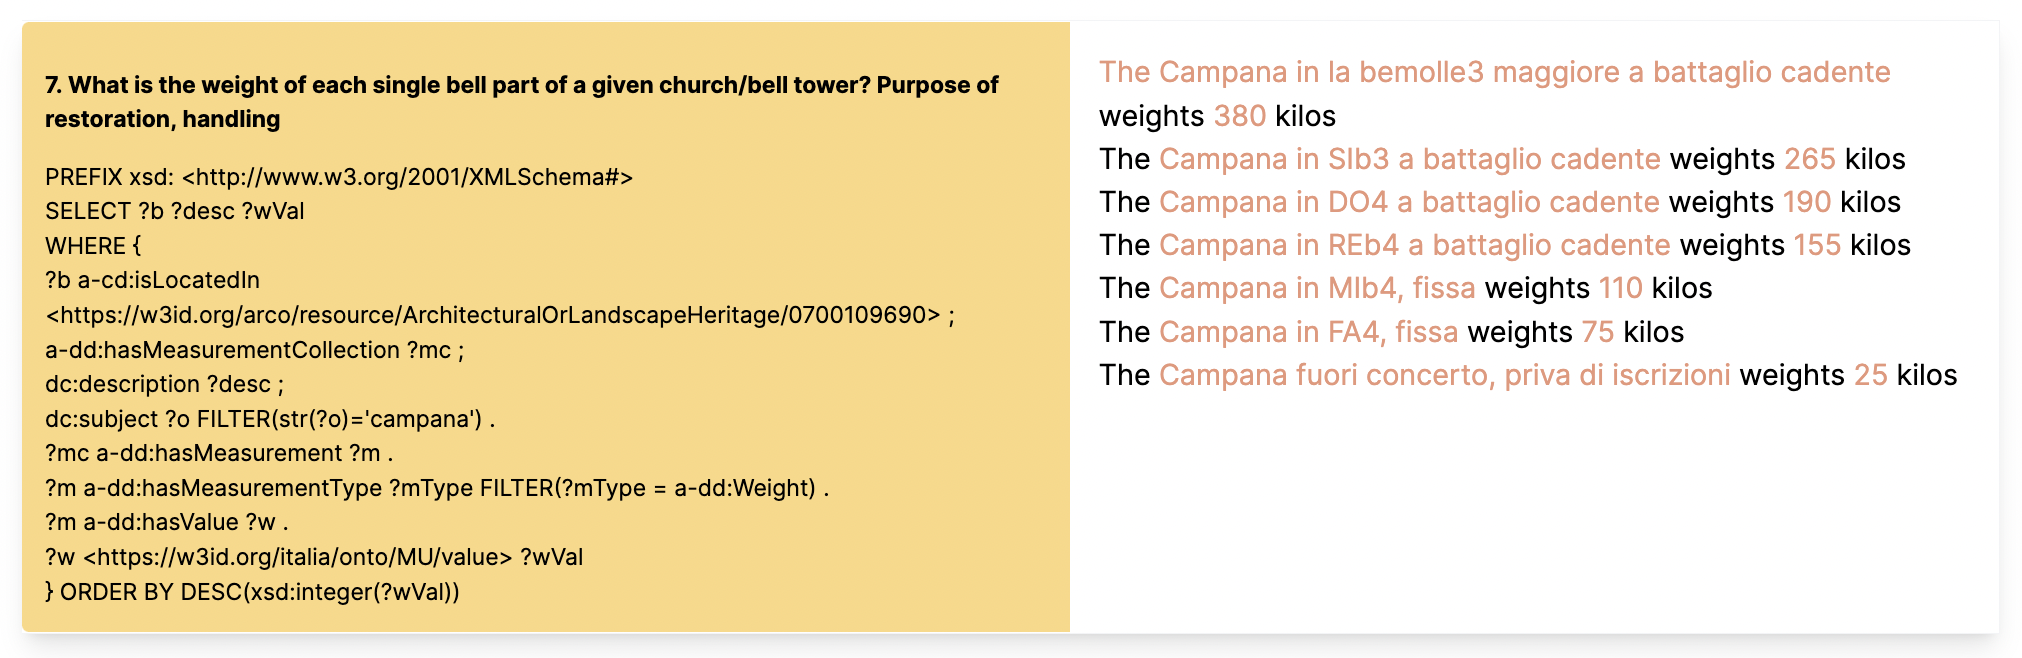 7. What is the weight of each single bell part of a given church/bell tower? Purpose of
restoration, handling
PREFIX xsd: <http://www.w3.org/2001/XMLSchema#>
SELECT ?b ?desc ?wVal
WHERE {
?b a-cd:isLocatedIn
<https://w3id.org/arco/resource/ArchitecturalOrLandscapeHeritage/0700109690> ;
a-dd:hasMeasurementCollection ?mc ;
dc:description ?desc ;
dc:subject ?o FILTER(str(?o)='campana') .
?mc a-dd:hasMeasurement ?m .
?m a-dd:hasMeasurementType ?mType FILTER(?mType = a-dd:Weight) .
?m a-dd:hasValue ?w .
?w <https://w3id.org/italia/onto/MU/value> ?wVal
} ORDER BY DESC(xsd:integer(?wVal))
The Campana in la bemolle3 maggiore a battaglio cadente
weights 380 kilos
The Campana in SIb3 a battaglio cadente weights 265 kilos
The Campana in DO4 a battaglio cadente weights 190 kilos
The Campana in REb4 a battaglio cadente weights 155 kilos
The Campana in MIb4, fissa weights 110 kilos
The Campana in FA4, fissa weights 75 kilos
The Campana fuori concerto, priva di iscrizioni weights 25 kilos